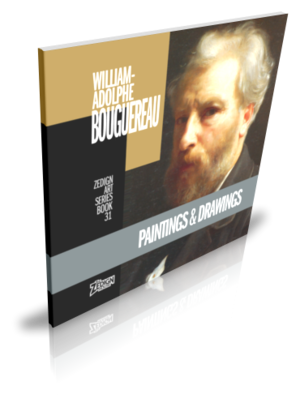 WILLIAM-
ADOLPHE
BOUGUEREAU
ZEDIGN
ART
SERIES
BOOK
31
PAINTINGS & DRAWINGS
ZEDIGN